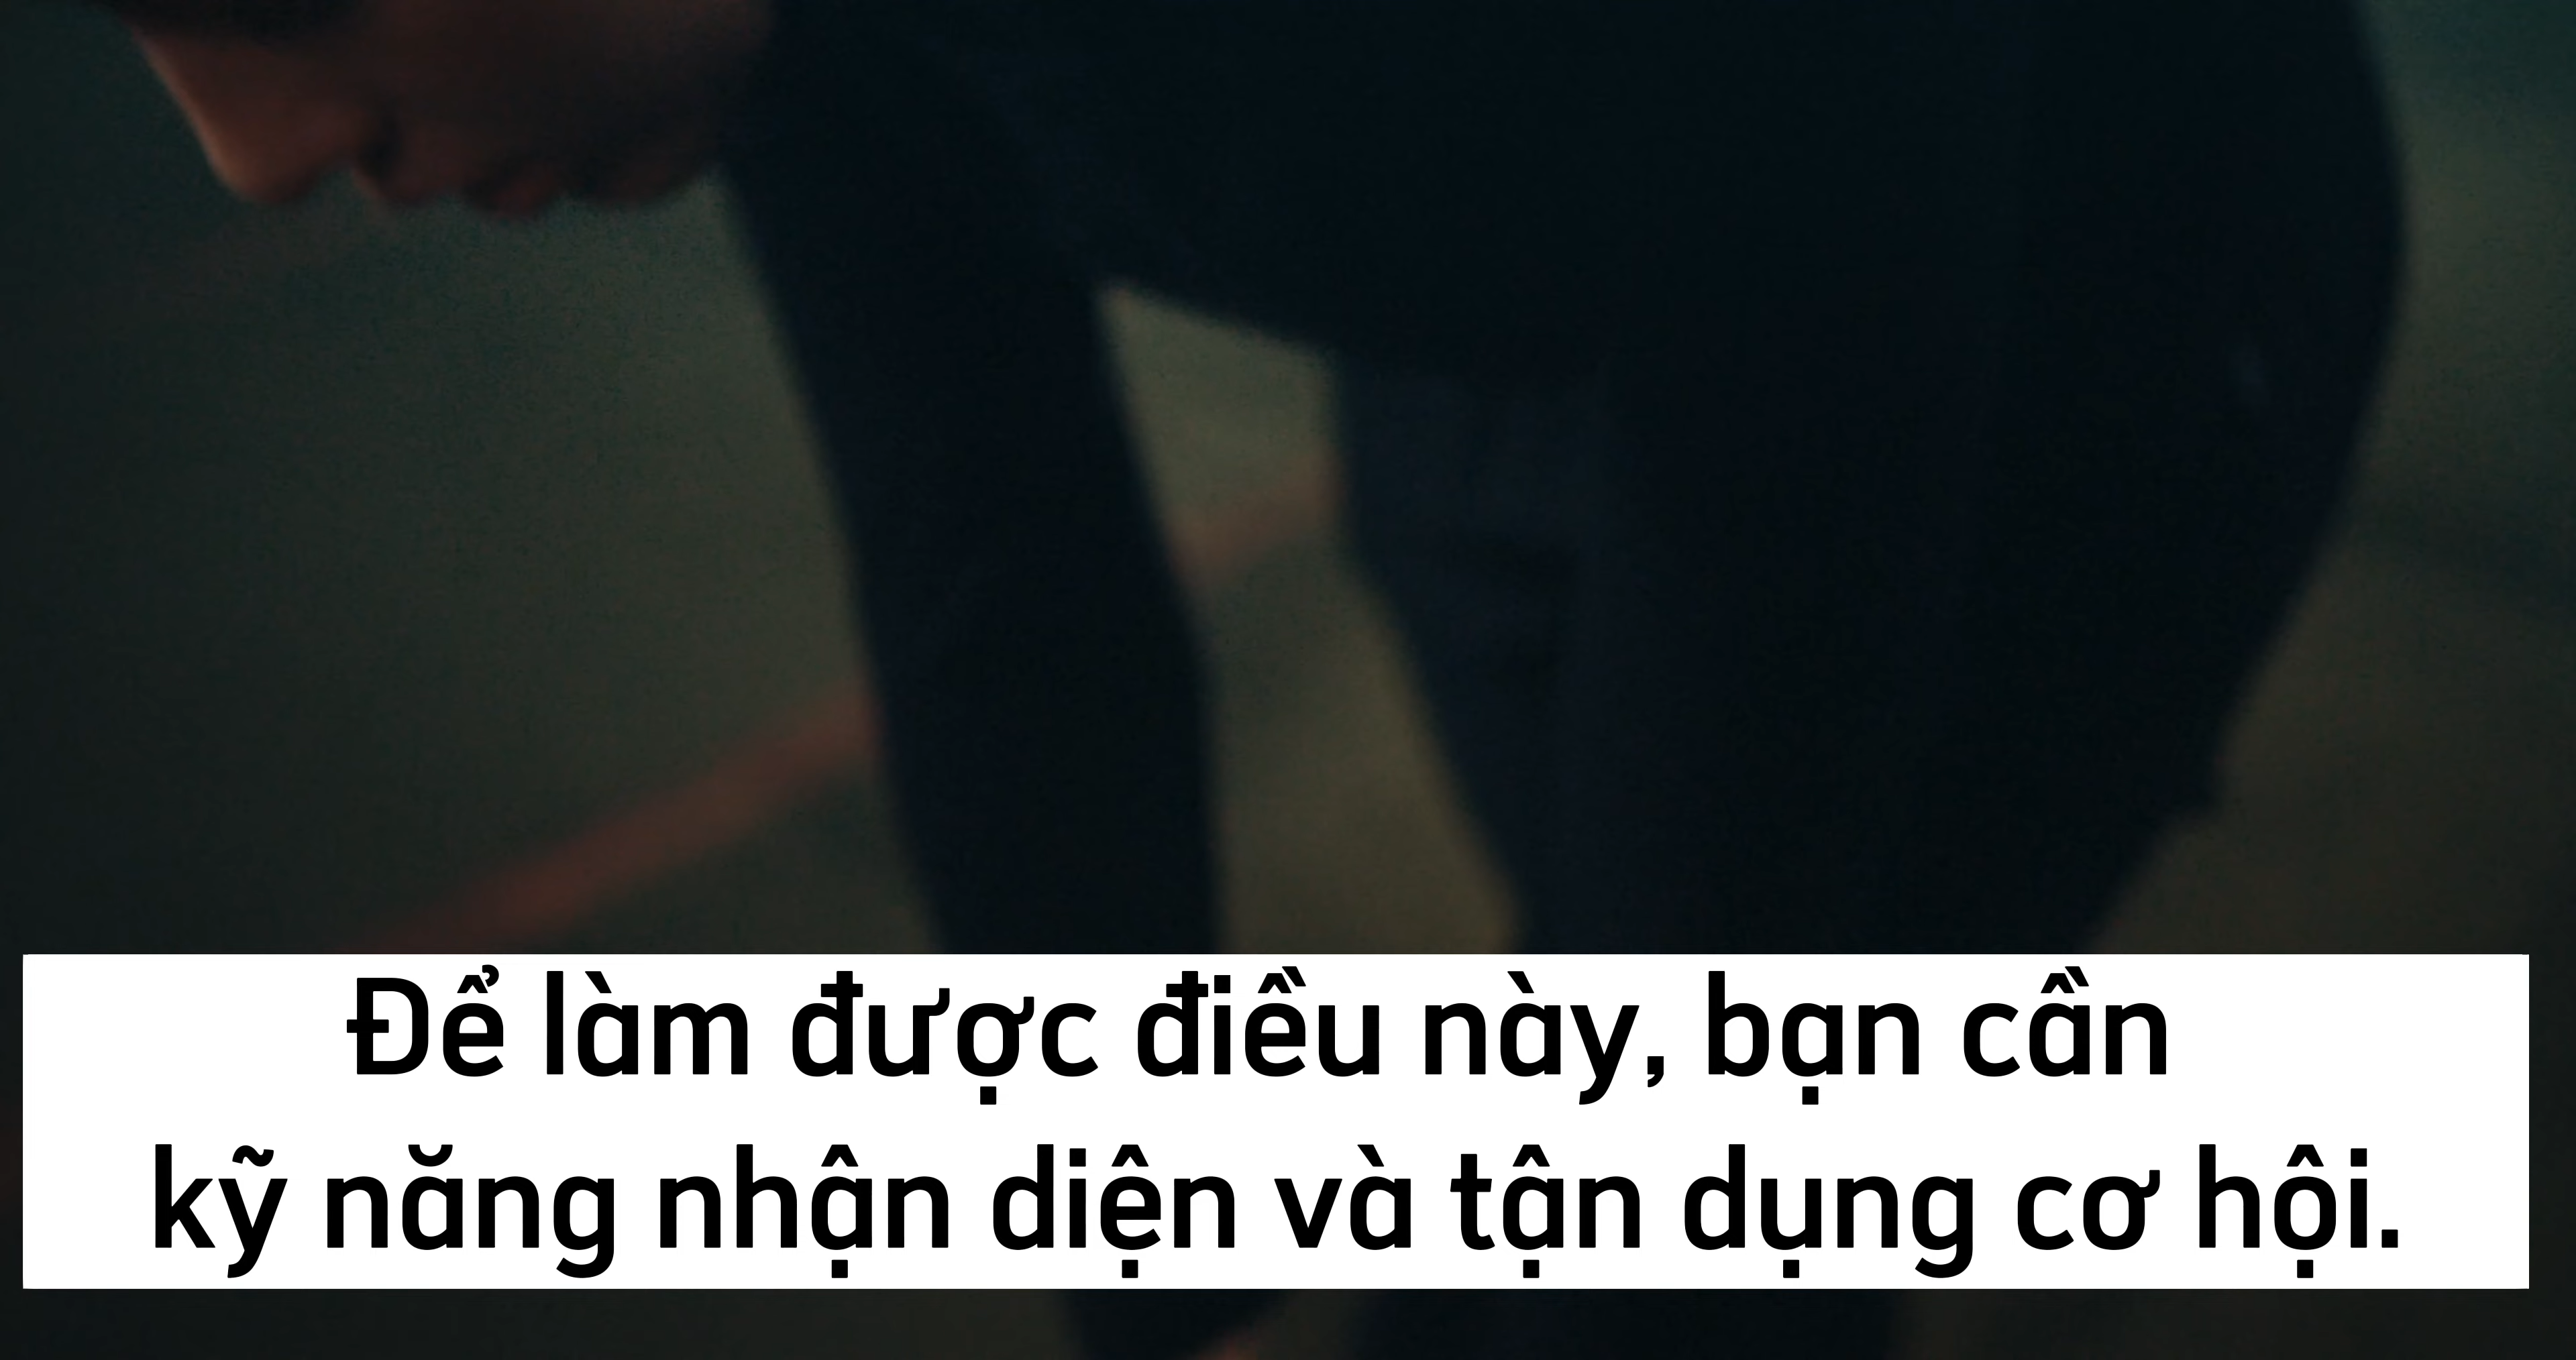 Để làm được điều này, bạn cần
kỹ năng nhận diện và tận dụng cơ hội.